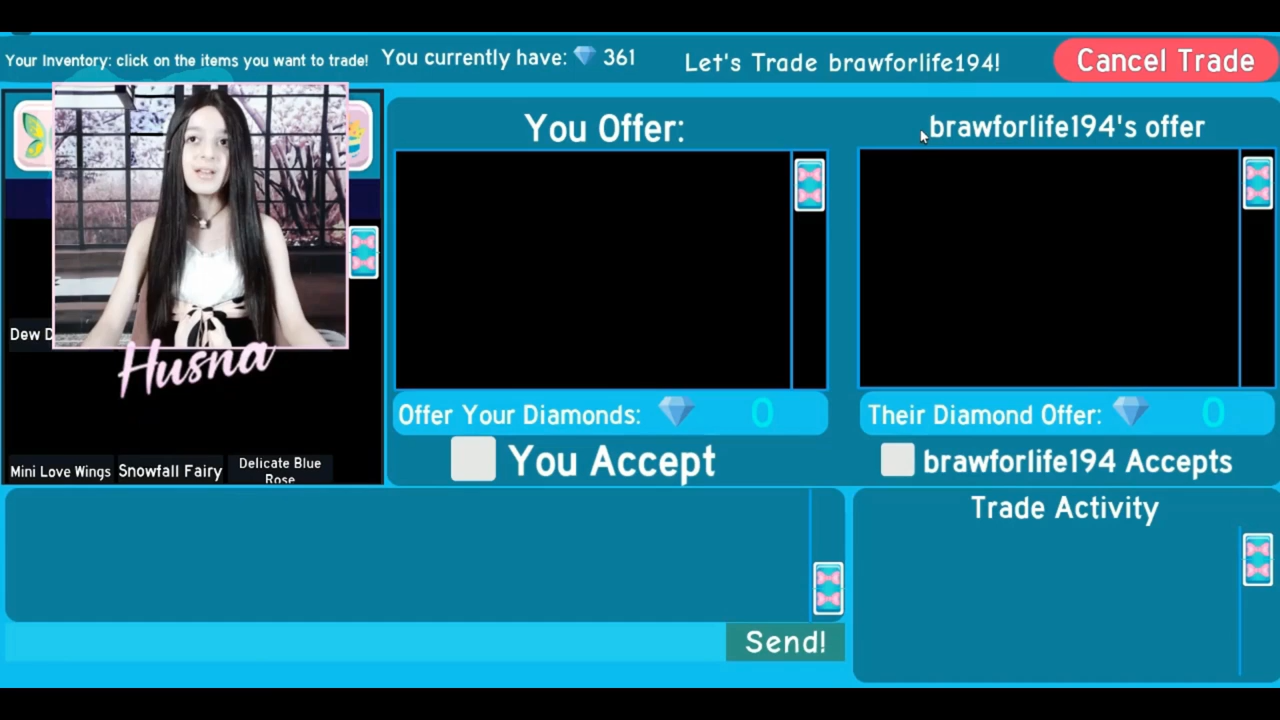 Your Inventory: click on the items you want to trade!
You currently have: 361
Let's Trade brawforlife194!
Cancel Trade
You Offer:
brawforlife194's offer
Dew D
Husna
Mini Love Wings
Snowfall Fairy
Delicate Blue
Rose
Offer Your Diamonds: 0
Their Diamond Offer: 0
You Accept
brawforlife194 Accepts
Trade Activity
Send!